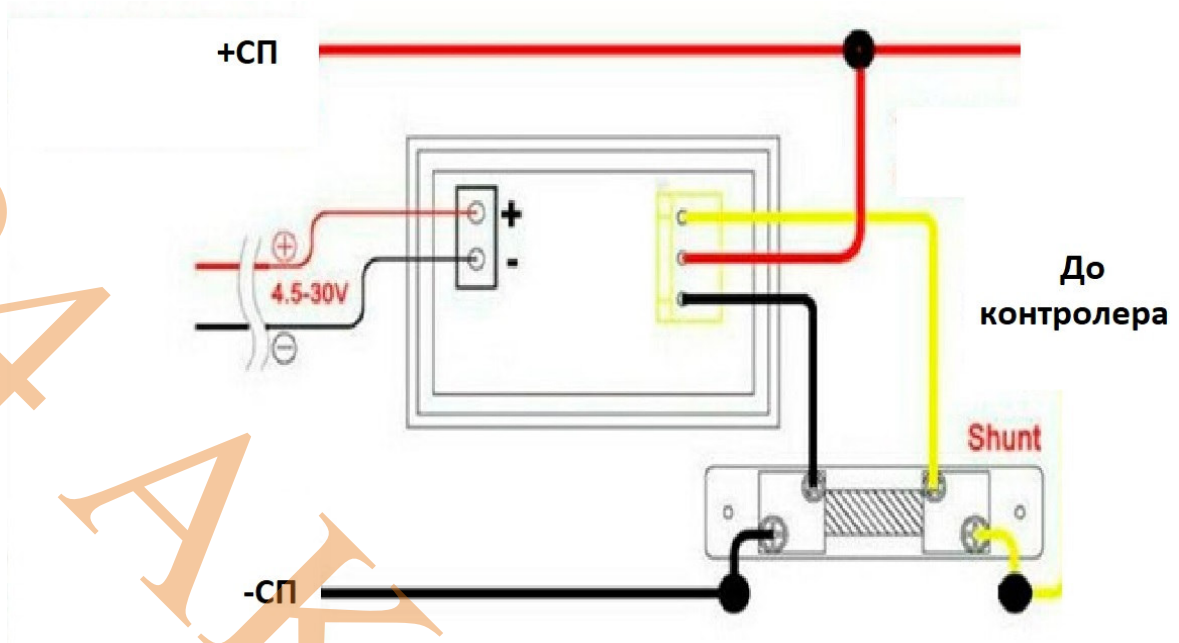 +СП
+
-
+
4.5-30V
-
До
контролера
Shunt
-СП